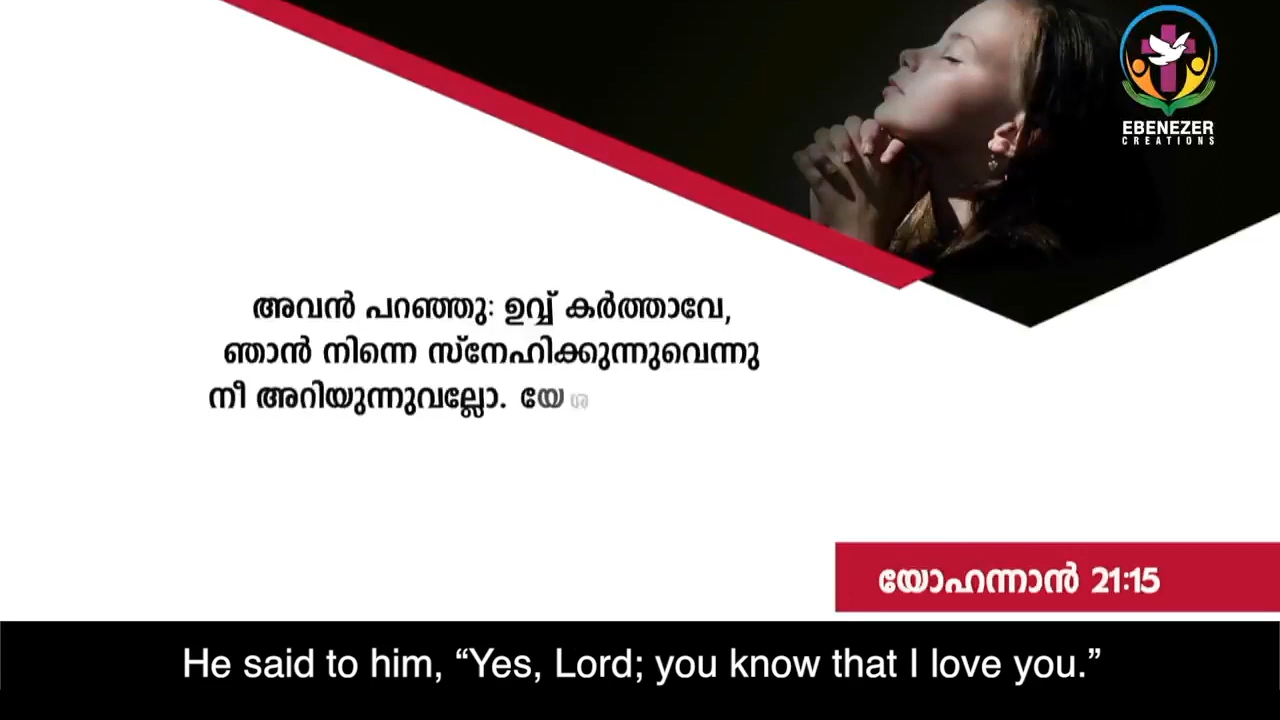 EBENEZER
CREATIONS
അവൻ പറഞ്ഞു: ഉവ്വ് കർത്താവേ,
ഞാൻ നിന്നെ സ്നേഹിക്കുന്നുവെന്നു
നീ അറിയുന്നുവല്ലോ. യേശ
യോഹന്നാൻ 21:15
He said to him, “Yes, Lord; you know that I love you.”